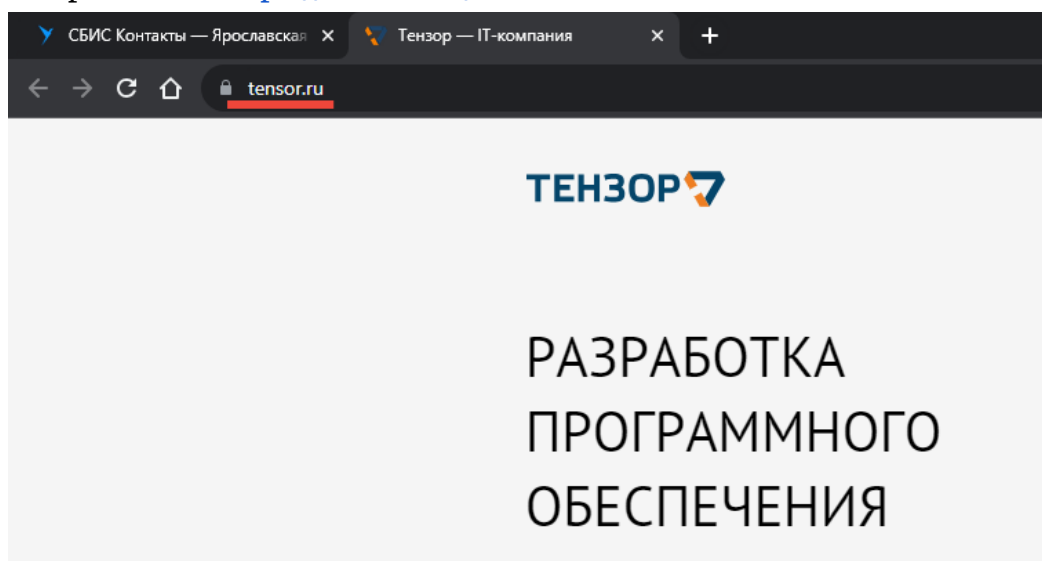 СБИС Контакты — Ярославская
Тензор — IT-компания
tensor.ru
ТЕНЗОР
РАЗРАБОТКА
ПРОГРАММНОГО
ОБЕСПЕЧЕНИЯ